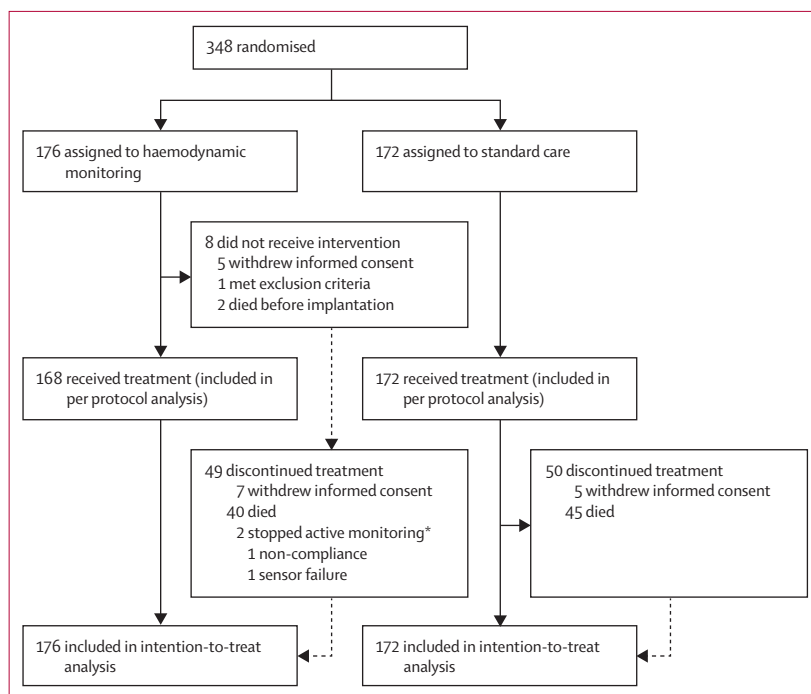 348 randomised
176 assigned to haemodynamic
monitoring
172 assigned to standard care
8 did not receive intervention
5 withdrew informed consent
1 met exclusion criteria
2 died before implantation
168 received treatment (included in
per protocol analysis)
172 received treatment (included in
per protocol analysis)
49 discontinued treatment
7 withdrew informed consent
40 died
2 stopped active monitoring*
1 non-compliance
1 sensor failure
50 discontinued treatment
5 withdrew informed consent
45 died
176 included in intention-to-treat
analysis
172 included in intention-to-treat
analysis